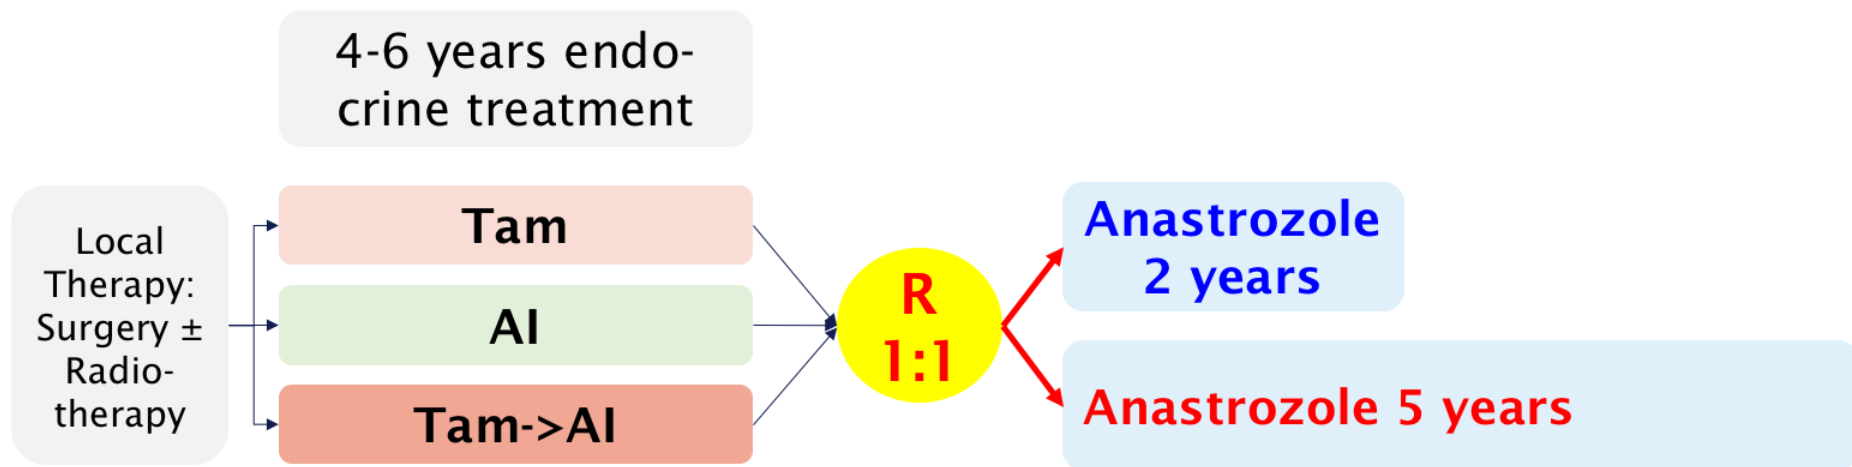 4-6 years endo-
crine treatment
Local
Therapy:
Surgery ±
Radio-
therapy
Tam
AI
Tam->AI
R
1:1
Anastrozole
2 years
Anastrozole 5 years